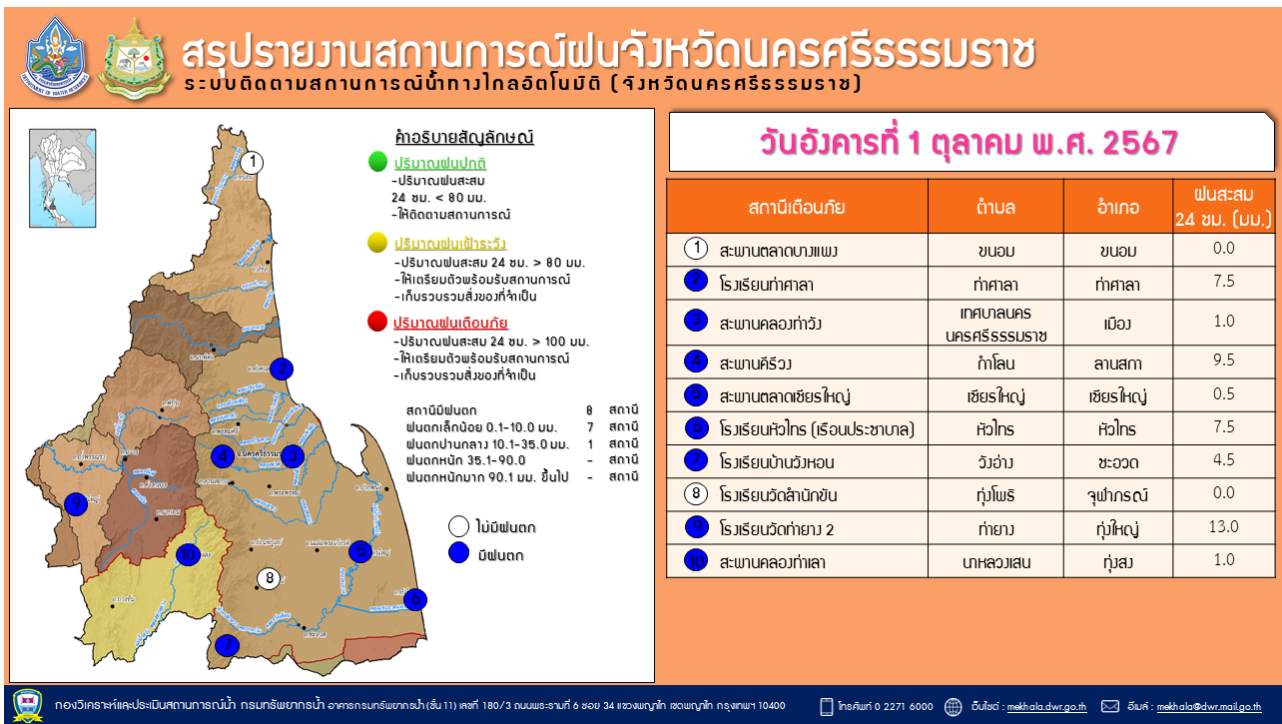 สรุปรายงานสถานการณ์ฝนจังหวัดนครศรีธรรมราช
ระบบติดตามสถานการณ์น้ำทางไกลอัตโนมัติ (จังหวัดนครศรีธรรมราช)
คำอธิบายสัญลักษณ์
ปริมาณฝนปกติ
-ปริมาณฝนสะสม
24 ชม. < 80 มม.
-ให้ติดตามสถานการณ์
ปริมาณฝนเฝ้าระวัง
-ปริมาณฝนสะสม 24 ชม. > 80 มม.
-ให้เตรียมตัวพร้อมรับสถานการณ์
-เก็บรวบรวมสิ่งของที่จำเป็น
ปริมาณฝนเตือนภัย
-ปริมาณฝนสะสม 24 ชม. > 100 มม.
-ให้เตรียมตัวพร้อมรับสถานการณ์
-เก็บรวบรวมสิ่งของที่จำเป็น
สถานีมีฝนตก 8 สถานี
ฝนตกเล็กน้อย 0.1-10.0 มม. 7 สถานี
ฝนตกปานกลาง 10.1-35.0 มม. 1 สถานี
ฝนตกหนัก 35.1-90.0 - สถานี
ฝนตกหนักมาก 90.1 มม. ขึ้นไป - สถานี
ไม่มีฝนตก
มีฝนตก
1
2
3
4
5
6
7
8
9
10
วันอังคารที่ 1 ตุลาคม พ.ศ. 2567
สถานีเตือนภัย ตำบล อำเภอ ฝนสะสม
24 ชม. (มม.)
1 สะพานตลาดบางแพง ขนอม ขนอม 0.0
2 โรงเรียนท่าศาลา ท่าศาลา ท่าศาลา 7.5
3 สะพานคลองท่าวัง เทศบาลนคร
นครศรีธรรมราช เมือง 1.0
4 สะพานคีรีวง กำโลน ลานสกา 9.5
5 สะพานตลาดเชียรใหญ่ เชียรใหญ่ เชียรใหญ่ 0.5
6 โรงเรียนหัวไทร (เรือนประชาบาล) หัวไทร หัวไทร 7.5
7 โรงเรียนบ้านวังหอน วังอ่าง ชะอวด 4.5
8 โรงเรียนวัดสำนักขัน ทุ่งโพธิ จุฬาภรณ์ 0.0
9 โรงเรียนวัดท่ายาง 2 ท่ายาง ทุ่งใหญ่ 13.0
10 สะพานคลองท่าเลา นาหลวงเสน ทุ่งสง 1.0
กองวิเคราะห์และประเมินสถานการณ์น้ำ กรมทรัพยากรน้ำ อาคารกรมทรัพยากรน้ำ(ชั้น 11) เลขที่ 180/3 ถนนพระรามที่ 6 ซอย 34 แขวงพญาไท เขตพญาไท กรุงเทพฯ 10400 โทรศัพท์ 0 2271 6000 เว็บไซต์ : mekhala.dwr.go.th อีเมล์ : mekhala@dwr.mail.go.th